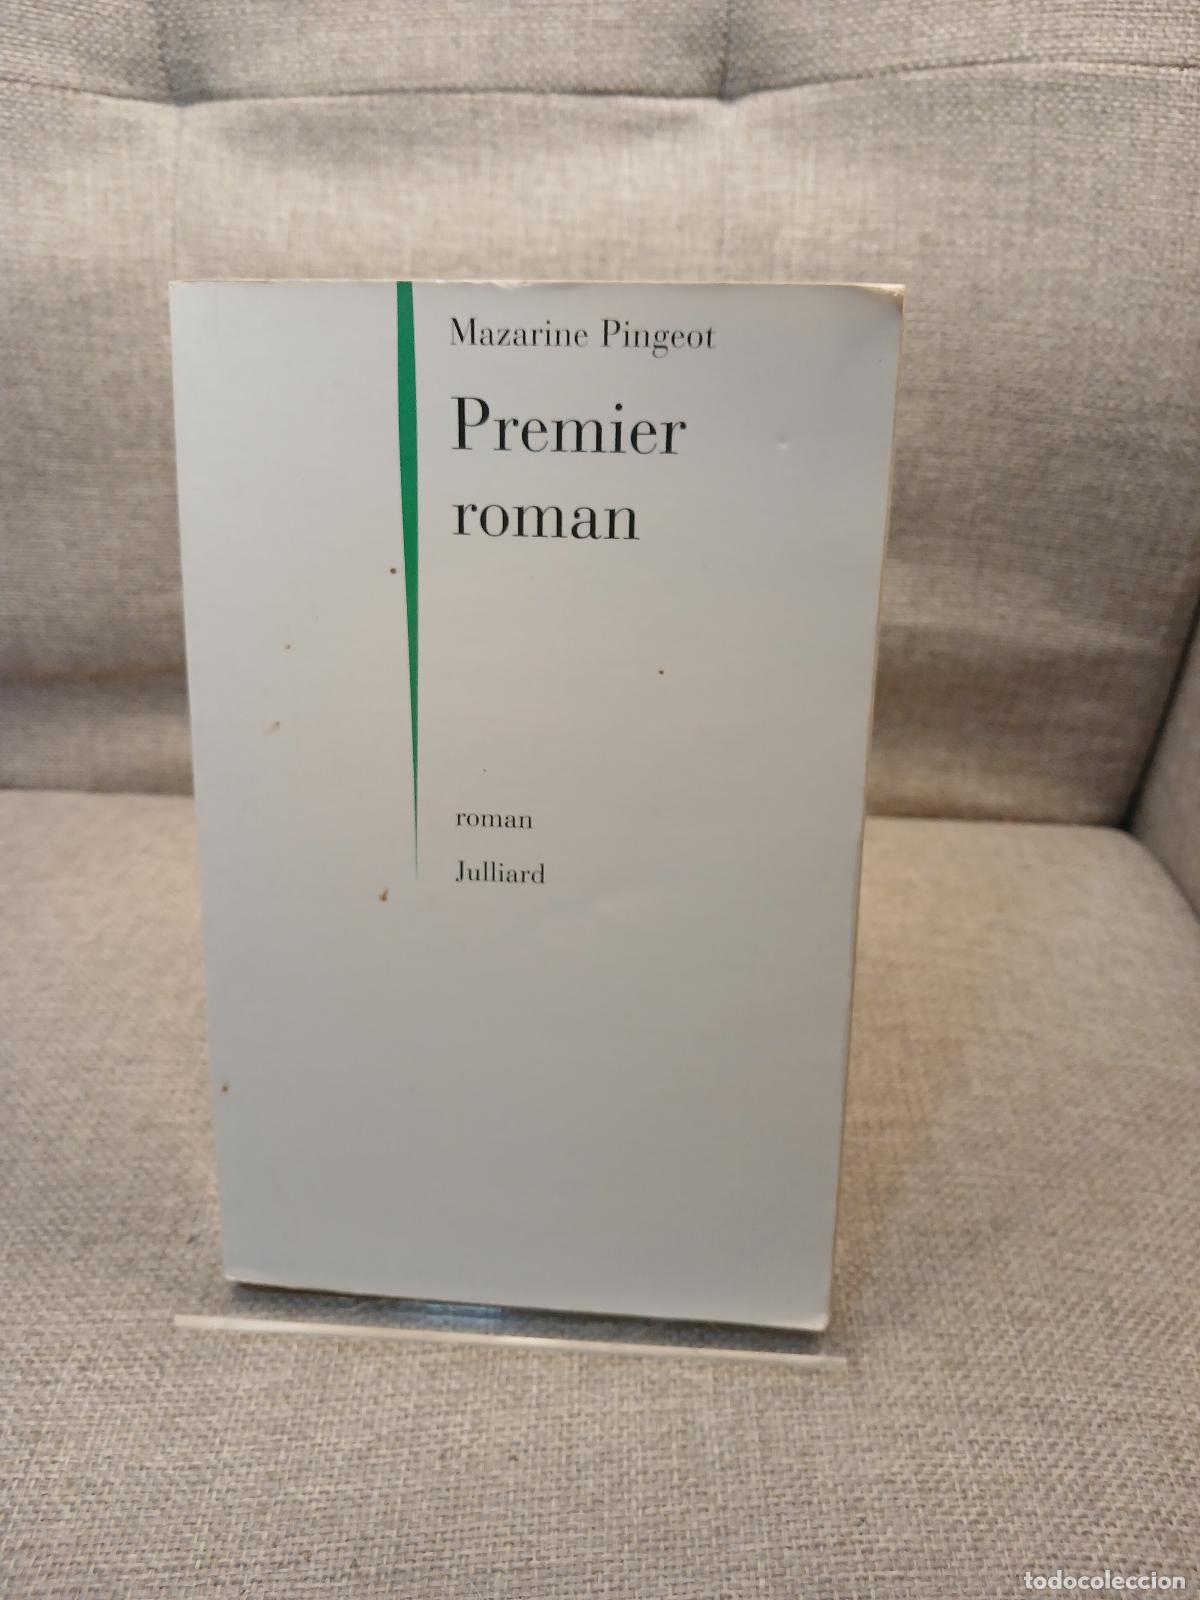 Mazarine Pingeot
Premier
roman
roman
Julliard
todocoleccion